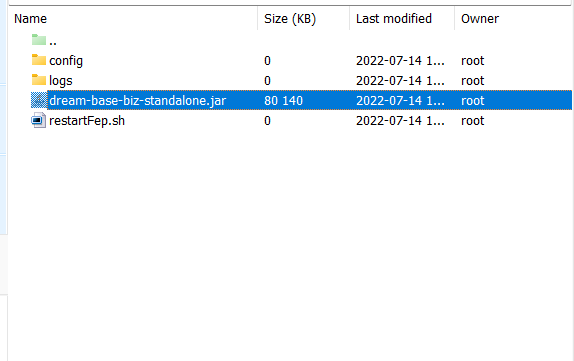 Name Size (KB) Last modified Owner
..
config 0 2022-07-14 1... root
logs 0 2022-07-14 1... root
dream-base-biz-standalone.jar 80 140 2022-07-14 1... root
restartFep.sh 0 2022-07-14 1... root